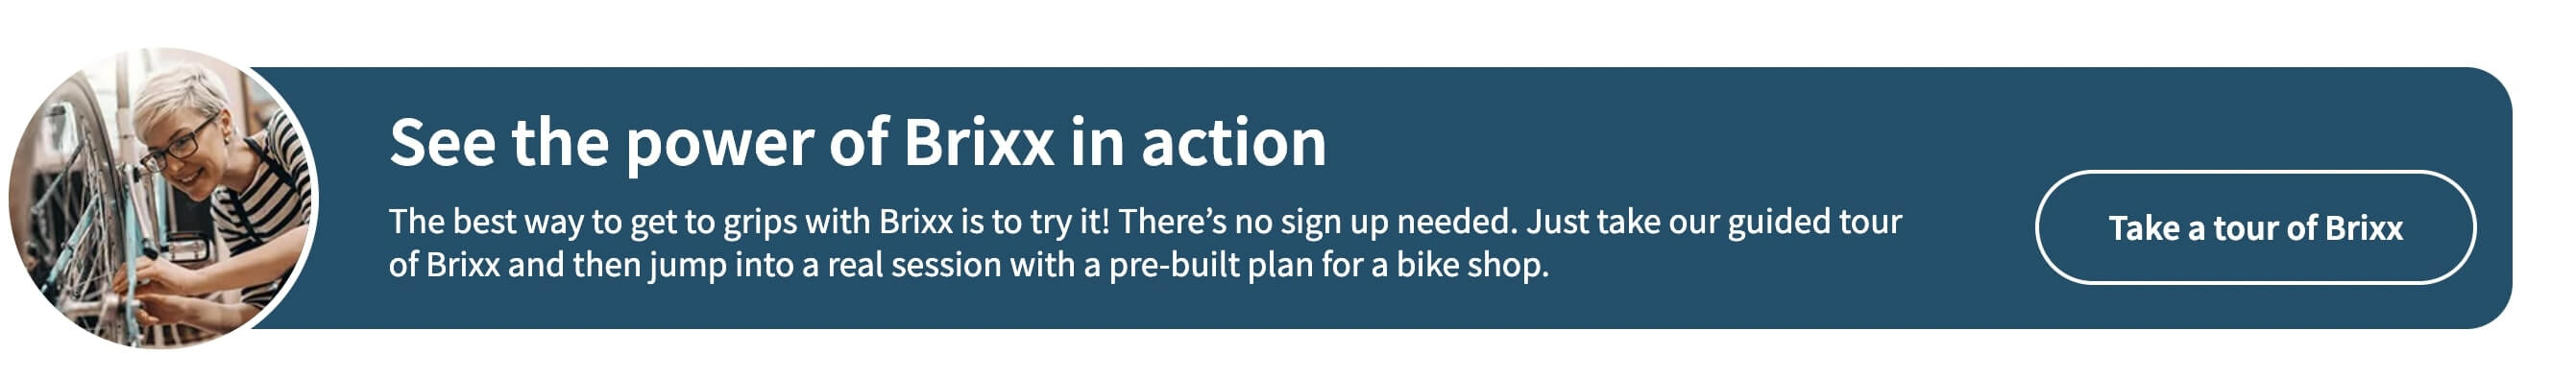 See the power of Brixx in action
The best way to get to grips with Brixx is to try it! There’s no sign up needed. Just take our guided tour
of Brixx and then jump into a real session with a pre-built plan for a bike shop.
Take a tour of Brixx